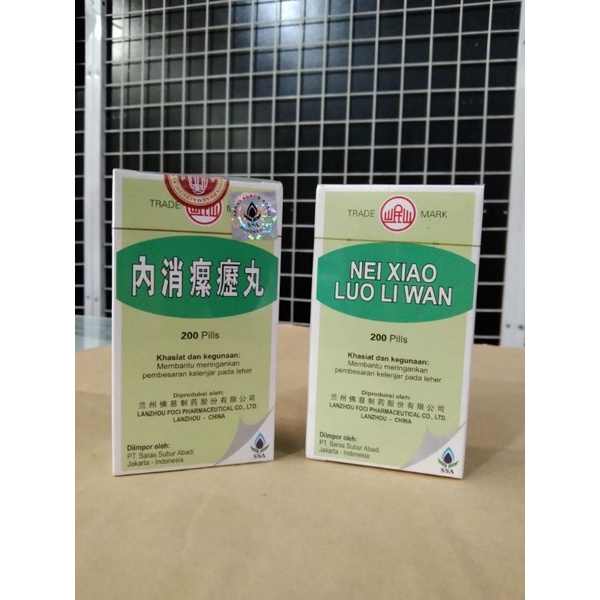 TRADE MARK
SSA
内消瘰癧丸
200 Pills
Khasiat dan kegunaan:
Membantu meringankan
pembesaran kelenjar pada leher
Diproduksi oleh:
兰州佛慈制药股份有限公司
LANZHOU FOCI PHARMACEUTICAL CO., LTD.
LANZHOU - CHINA
Diimpor oleh:
PT. Saras Subur Abadi
Jakarta - Indonesia
SSA
TRADE MARK
NEI XIAO
LUO LI WAN
200 Pills
Khasiat dan kegunaan:
Membantu meringankan
pembesaran kelenjar pada leher
Diproduksi oleh:
兰州佛慈制药股份有限公司
LANZHOU FOCI PHARMACEUTICAL CO., LTD.
LANZHOU - CHINA
Diimpor oleh:
PT. Saras Subur Abadi
Jakarta - Indonesia
SSA